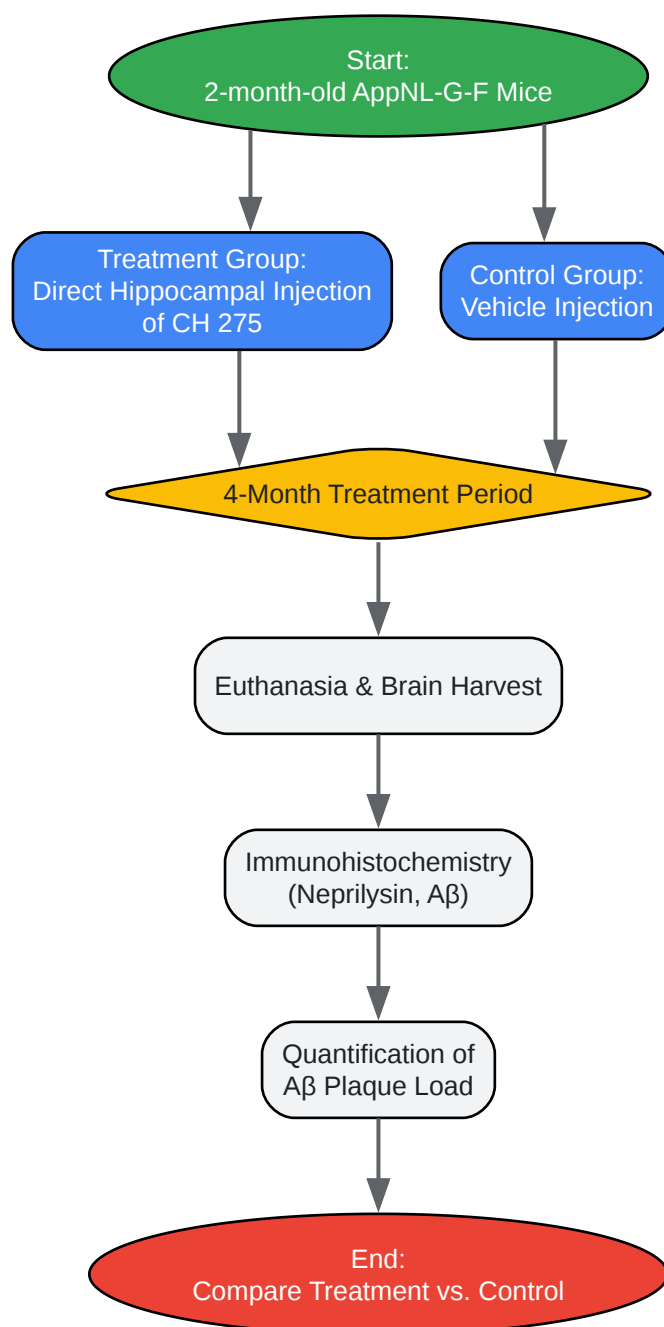 Start:
2-month-old AppNL-G-F Mice
Treatment Group:
Direct Hippocampal Injection
of CH 275
Control Group:
Vehicle Injection
4-Month Treatment Period
Euthanasia & Brain Harvest
Immunohistochemistry
(Neprilysin, Aβ)
Quantification of
Aβ Plaque Load
End:
Compare Treatment vs. Control